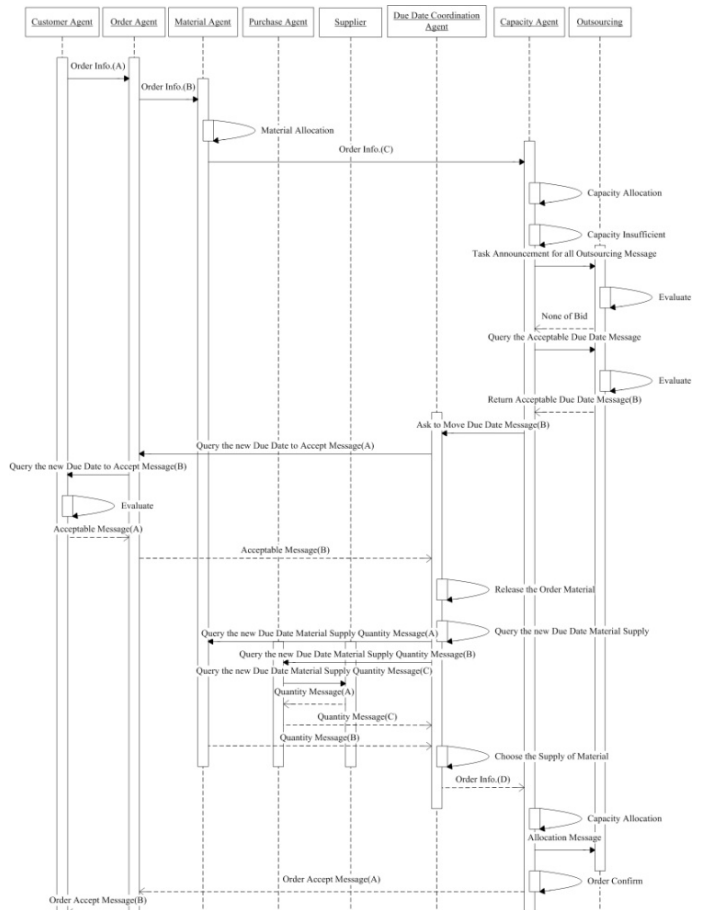 Customer Agent
Order Agent
Material Agent
Purchase Agent
Supplier
Due Date Coordination
Agent
Capacity Agent
Outsourcing
Order Info.(A)
Order Info.(B)
Material Allocation
Order Info.(C)
Capacity Allocation
Capacity Insufficient
Task Announcement for all Outsourcing Message
Evaluate
None of Bid
Query the Acceptable Due Date Message
Evaluate
Return Acceptable Due Date Message(B)
Ask to Move Due Date Message(B)
Query the new Due Date to Accept Message(A)
Query the new Due Date to Accept Message(B)
Evaluate
Acceptable Message(A)
Acceptable Message(B)
Release the Order Material
Query the new Due Date Material Supply
Query the new Due Date Material Supply Quantity Message(A)
Query the new Due Date Material Supply Quantity Message(B)
Query the new Due Date Material Supply Quantity Message(C)
Quantity Message(A)
Quantity Message(C)
Quantity Message(B)
Choose the Supply of Material
Order Info.(D)
Capacity Allocation
Allocation Message
Order Accept Message(A)
Order Confirm
Order Accept Message(B)